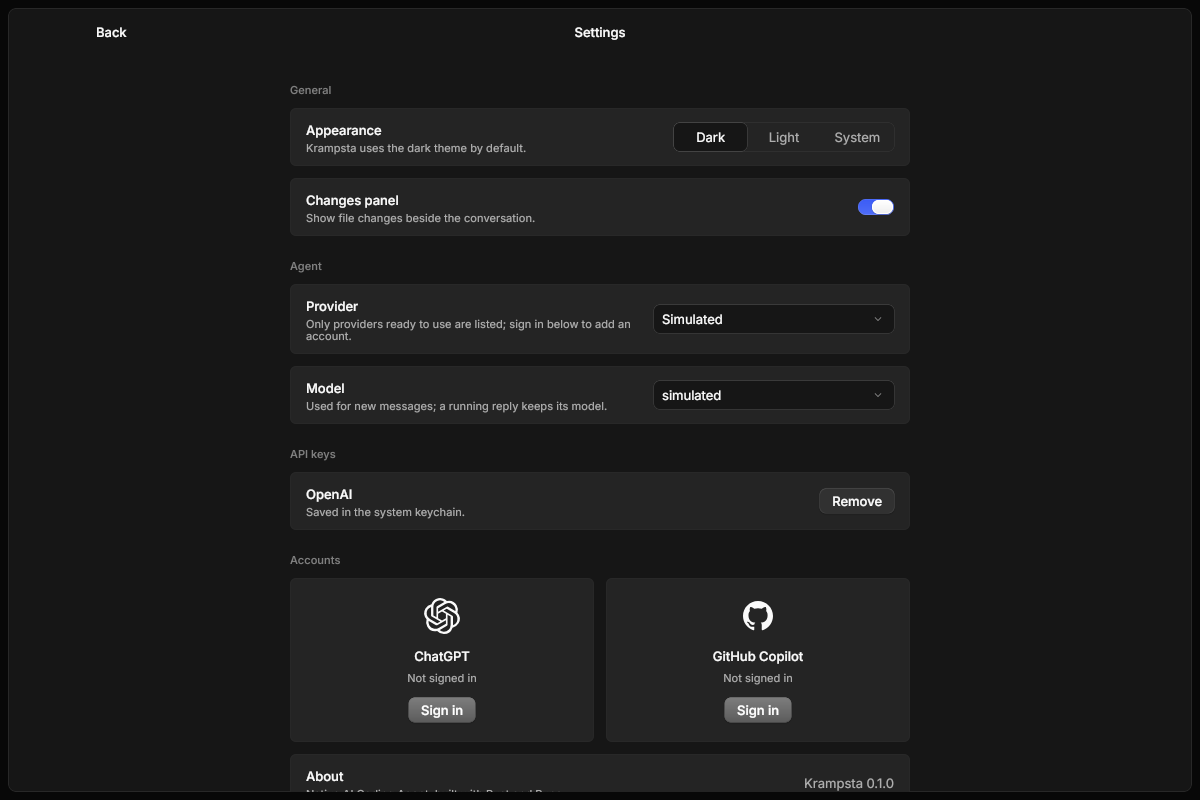 Back
Settings
General
Appearance
Krampsta uses the dark theme by default.
Dark
Light
System
Changes panel
Show file changes beside the conversation.
Agent
Provider
Only providers ready to use are listed; sign in below to add an
account.
Simulated
Model
Used for new messages; a running reply keeps its model.
simulated
API keys
OpenAI
Saved in the system keychain.
Remove
Accounts
ChatGPT
Not signed in
Sign in
GitHub Copilot
Not signed in
Sign in
About
Krampsta 0.1.0